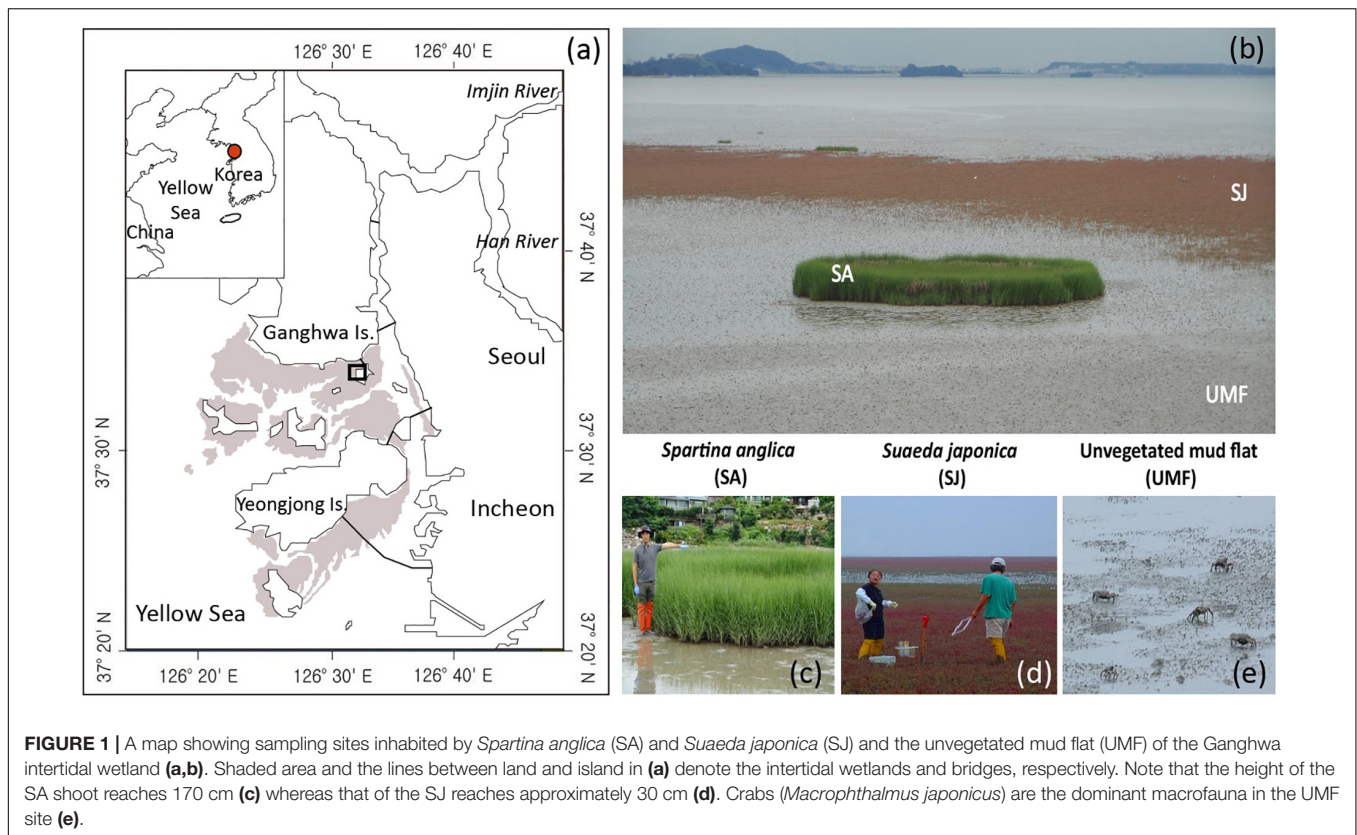 126° 30' E
126° 40' E
(a)
Imjin River
Korea
Yellow
Sea
China
Han River
37° 40' N
Ganghwa Is.
Seoul
37° 30' N
37° 30' N
Yeongjong Is.
Incheon
Yellow Sea
37° 20' N
37° 20' N
126° 20' E
126° 30' E
126° 40' E
(b)
SJ
SA
UMF
Spartina anglica
(SA)
Suaeda japonica
(SJ)
Unvegetated mud flat
(UMF)
(c)
(d)
(e)
FIGURE 1 | A map showing sampling sites inhabited by Spartina anglica (SA) and Suaeda japonica (SJ) and the unvegetated mud flat (UMF) of the Ganghwa
intertidal wetland (a,b). Shaded area and the lines between land and island in (a) denote the intertidal wetlands and bridges, respectively. Note that the height of the
SA shoot reaches 170 cm (c) whereas that of the SJ reaches approximately 30 cm (d). Crabs (Macrophthalmus japonicus) are the dominant macrofauna in the UMF
site (e).